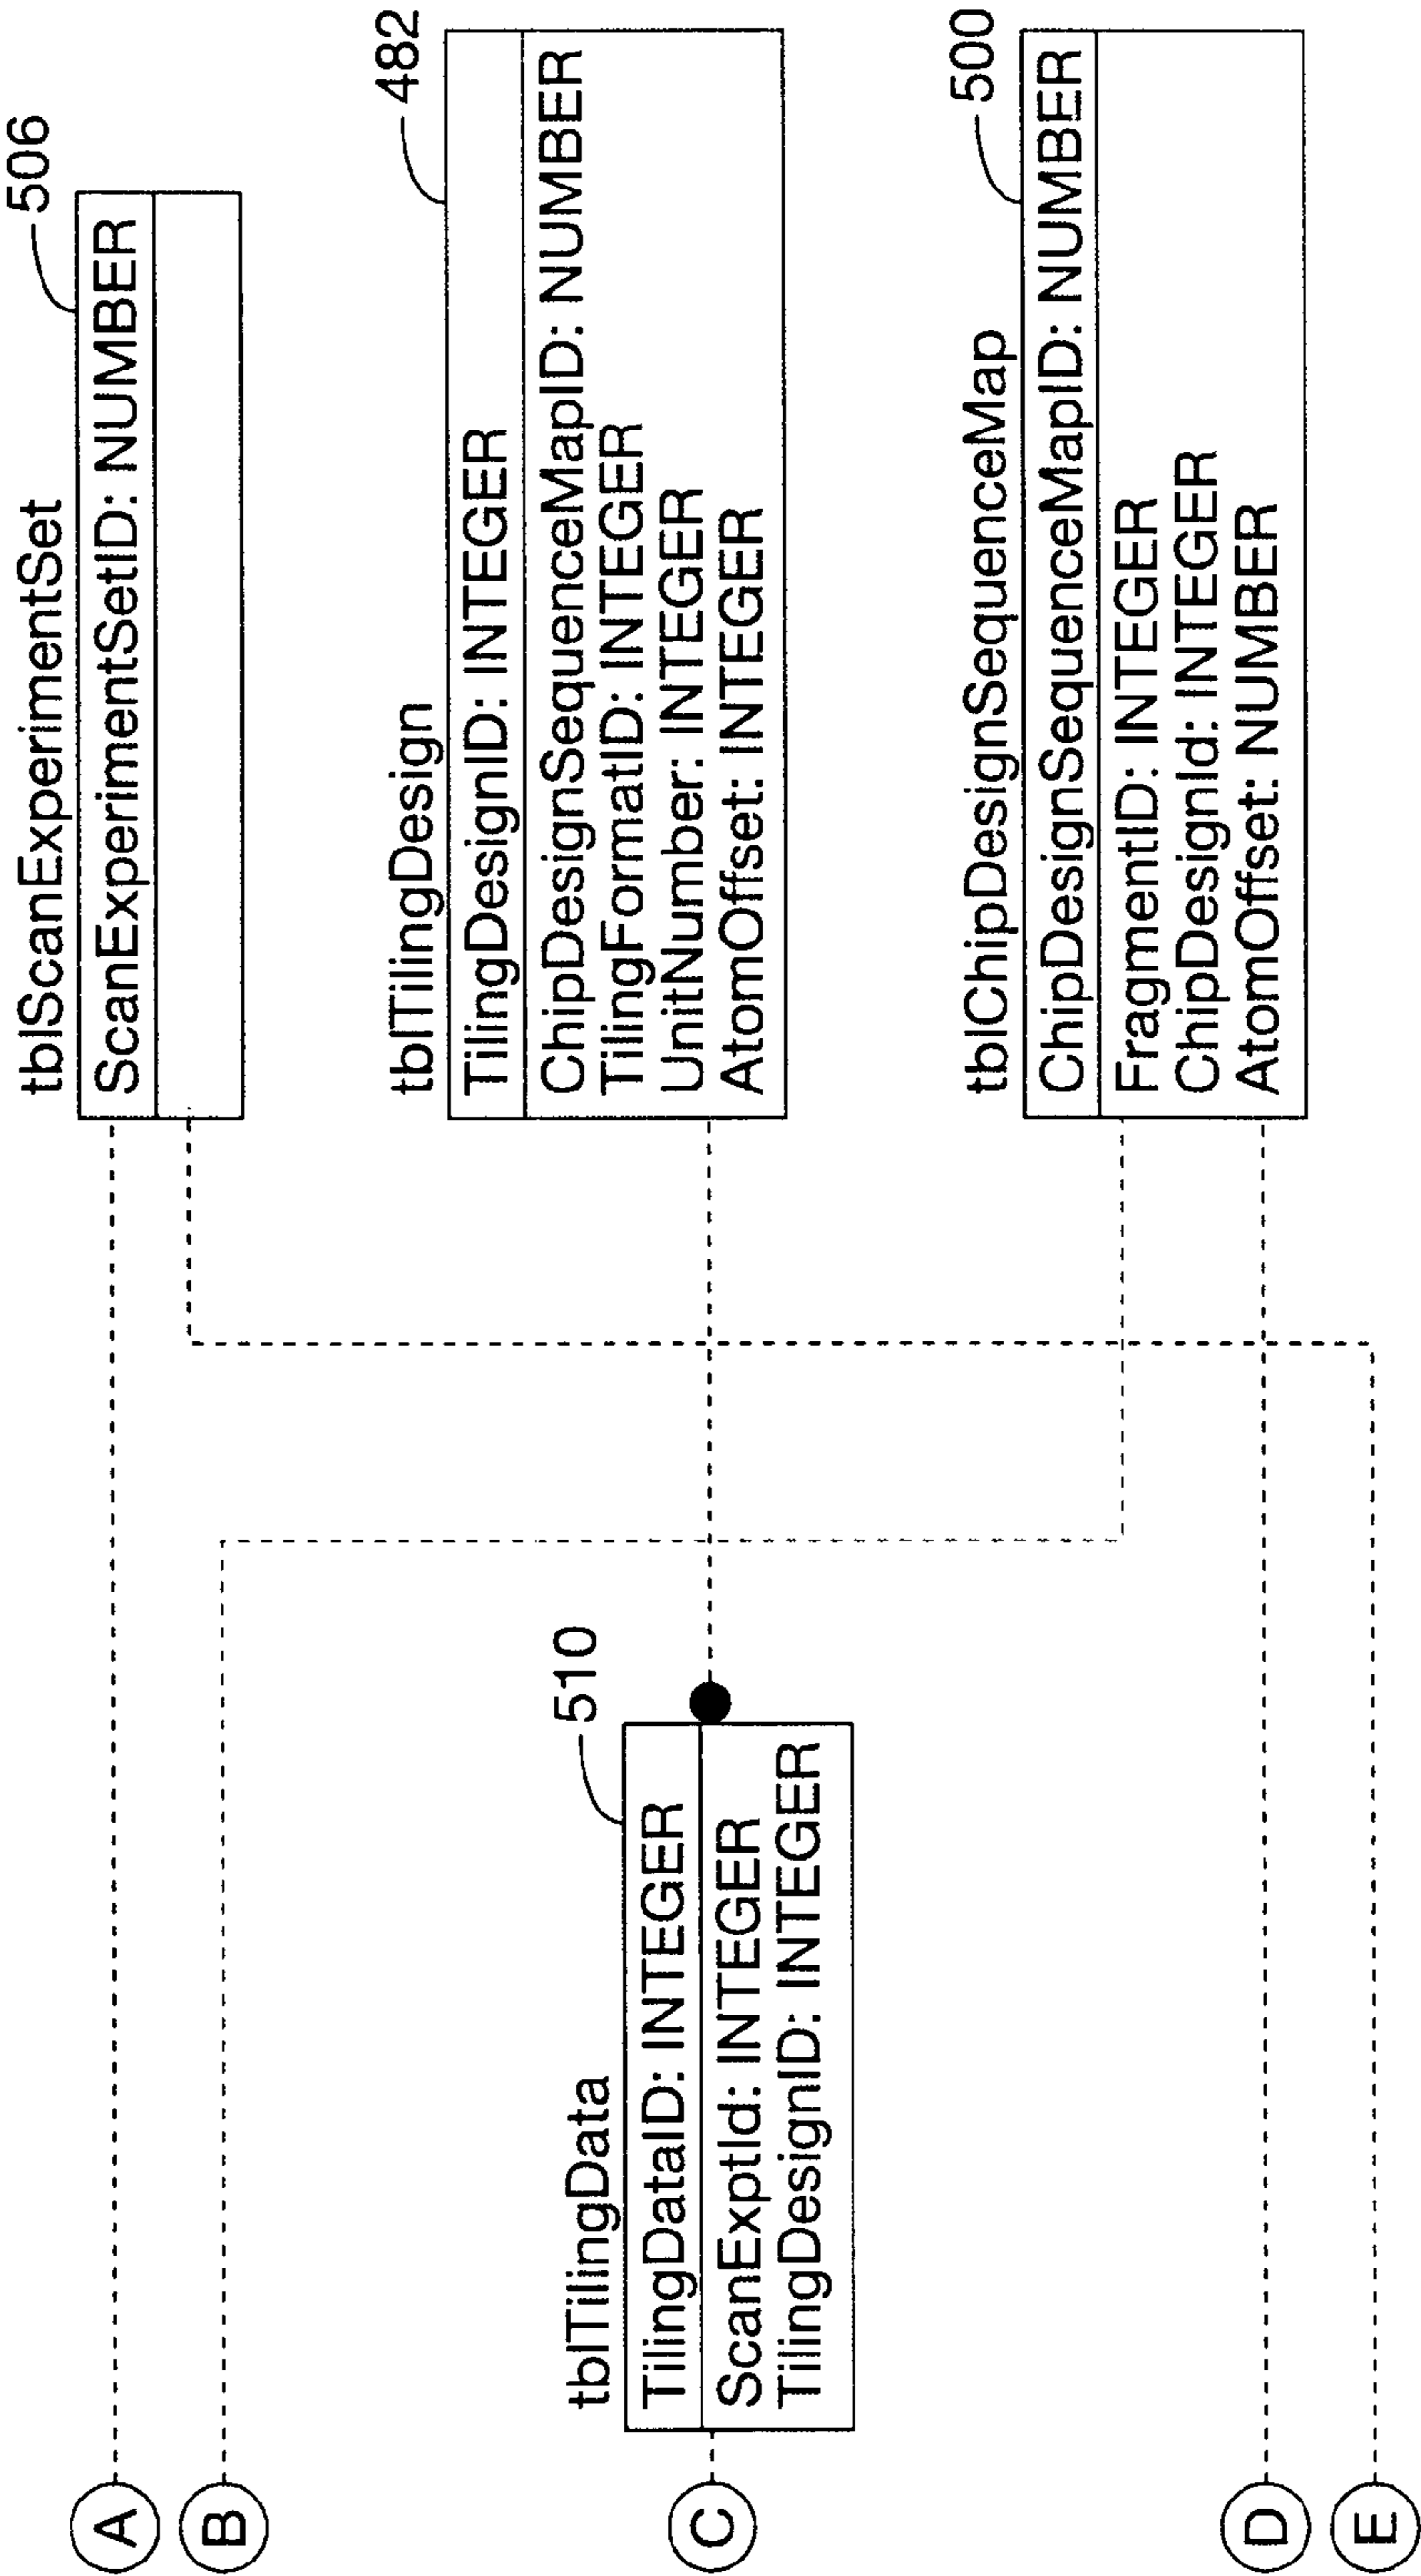 tblScanExperimentSet
506
ScanExperimentSetID: NUMBER
tblTilingDesign
482
TilingDesignID: INTEGER
ChipDesignSequenceMapID: NUMBER
TilingFormatID: INTEGER
UnitNumber: INTEGER
AtomOffset: INTEGER
tblChipDesignSequenceMap
500
ChipDesignSequenceMapID: NUMBER
FragmentID: INTEGER
ChipDesignId: INTEGER
AtomOffset: NUMBER
tblTilingData
510
TilingDataID: INTEGER
ScanExptId: INTEGER
TilingDesignID: INTEGER
A
B
C
D
E